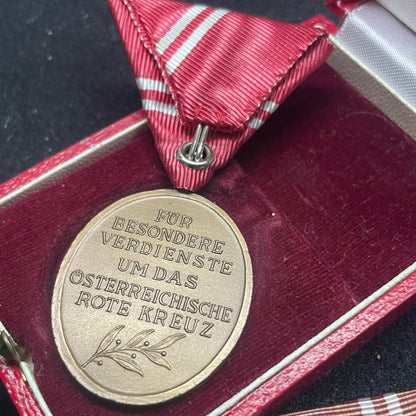 FÜR
BESONDERE
VERDIENSTE
UM DAS
ÖSTERREICHISCHE
ROTE KREUZ